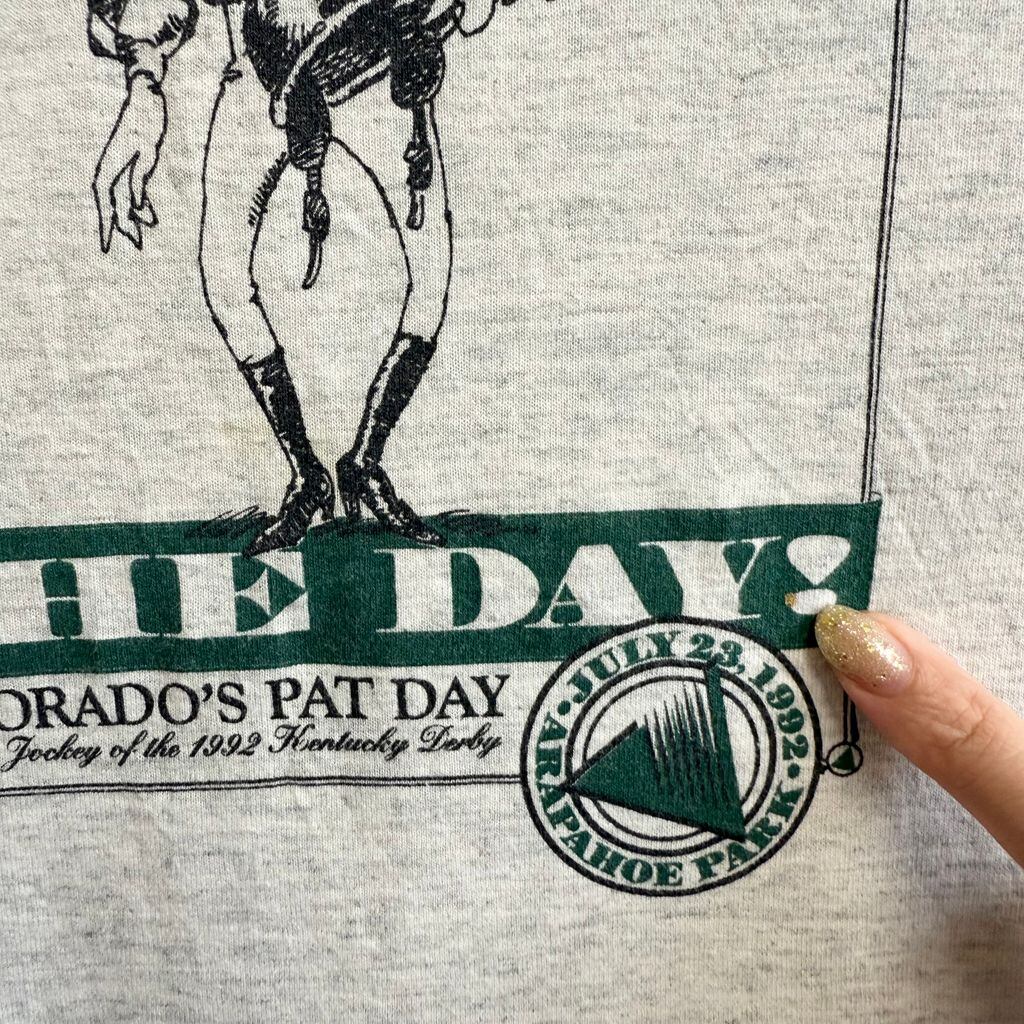 HE DAY!
ORADO'S PAT DAY
Jockey of the 1992 Kentucky Derby
•JULY 23, 1992•
ARAPAHOE PARK